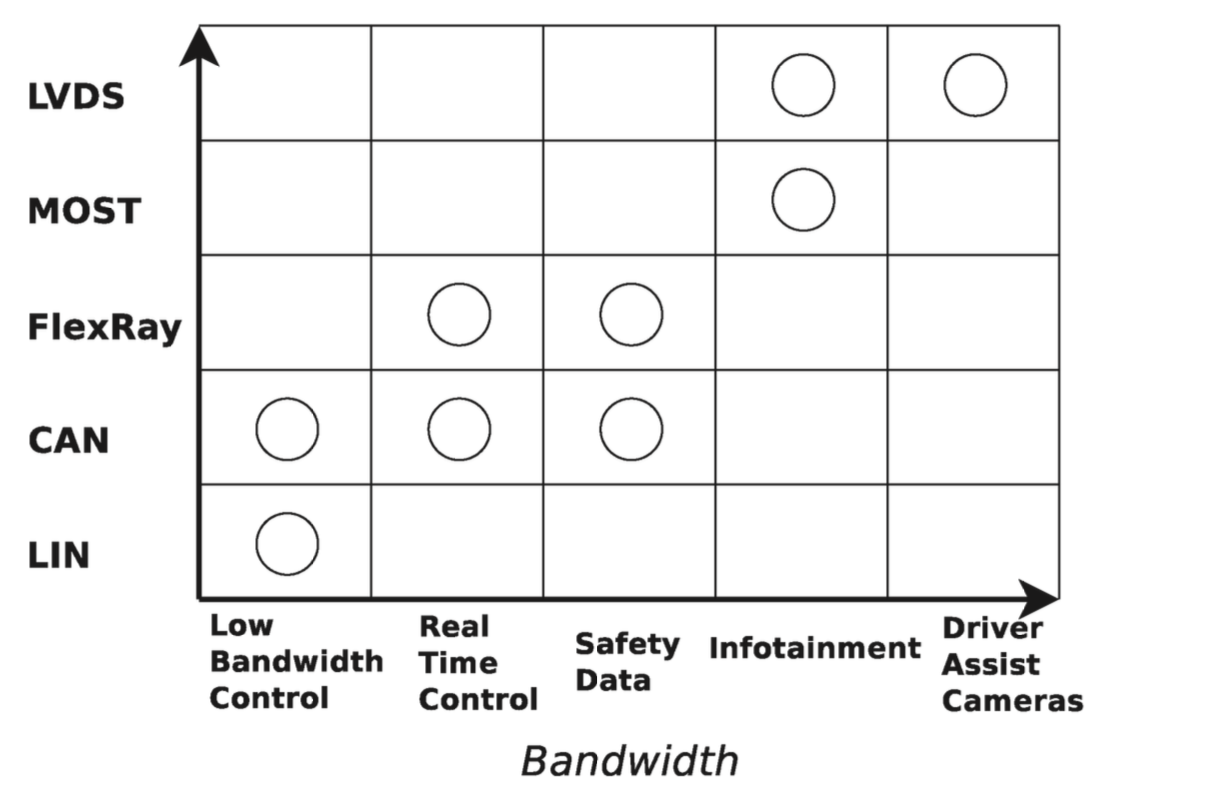 LVDS
MOST
FlexRay
CAN
LIN
Low
Bandwidth
Control
Real
Time
Control
Safety
Data
Infotainment
Driver
Assist
Cameras
Bandwidth